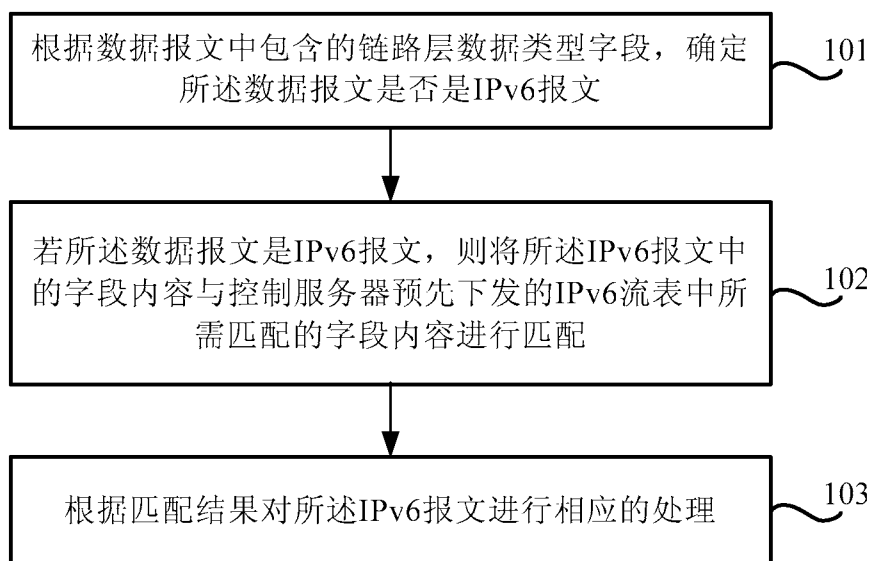 根据数据报文中包含的链路层数据类型字段，确定
所述数据报文是否是IPv6报文
101
若所述数据报文是IPv6报文，则将所述IPv6报文中
的字段内容与控制服务器预先下发的IPv6流表中所
需匹配的字段内容进行匹配
102
根据匹配结果对所述IPv6报文进行相应的处理
103